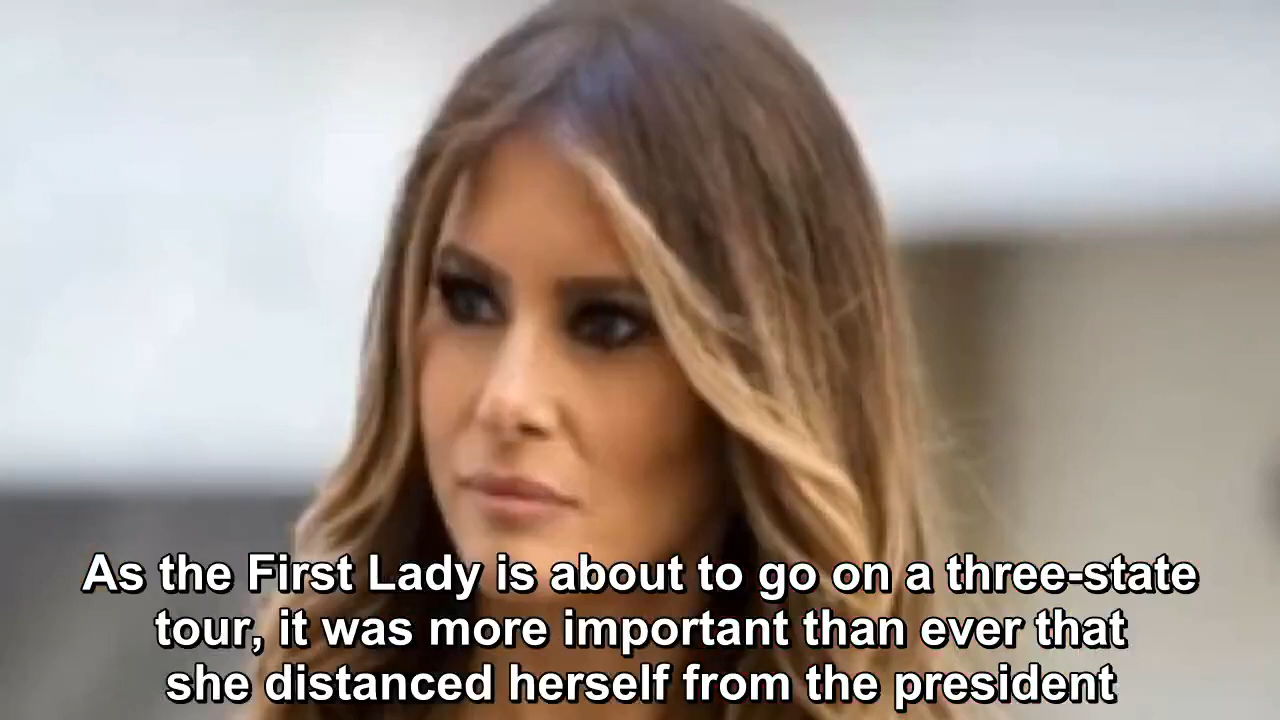 As the First Lady is about to go on a three-state
tour, it was more important than ever that
she distanced herself from the president